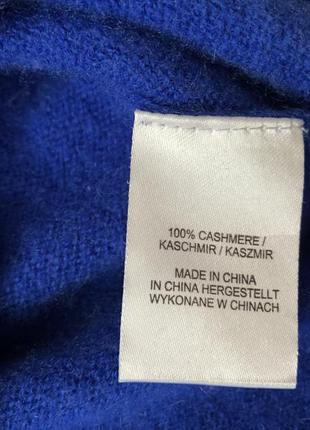 100% CASHMERE /
KASCHMIR / KASZMIR
MADE IN CHINA
IN CHINA HERGESTELLT
WYKONANE W CHINACH